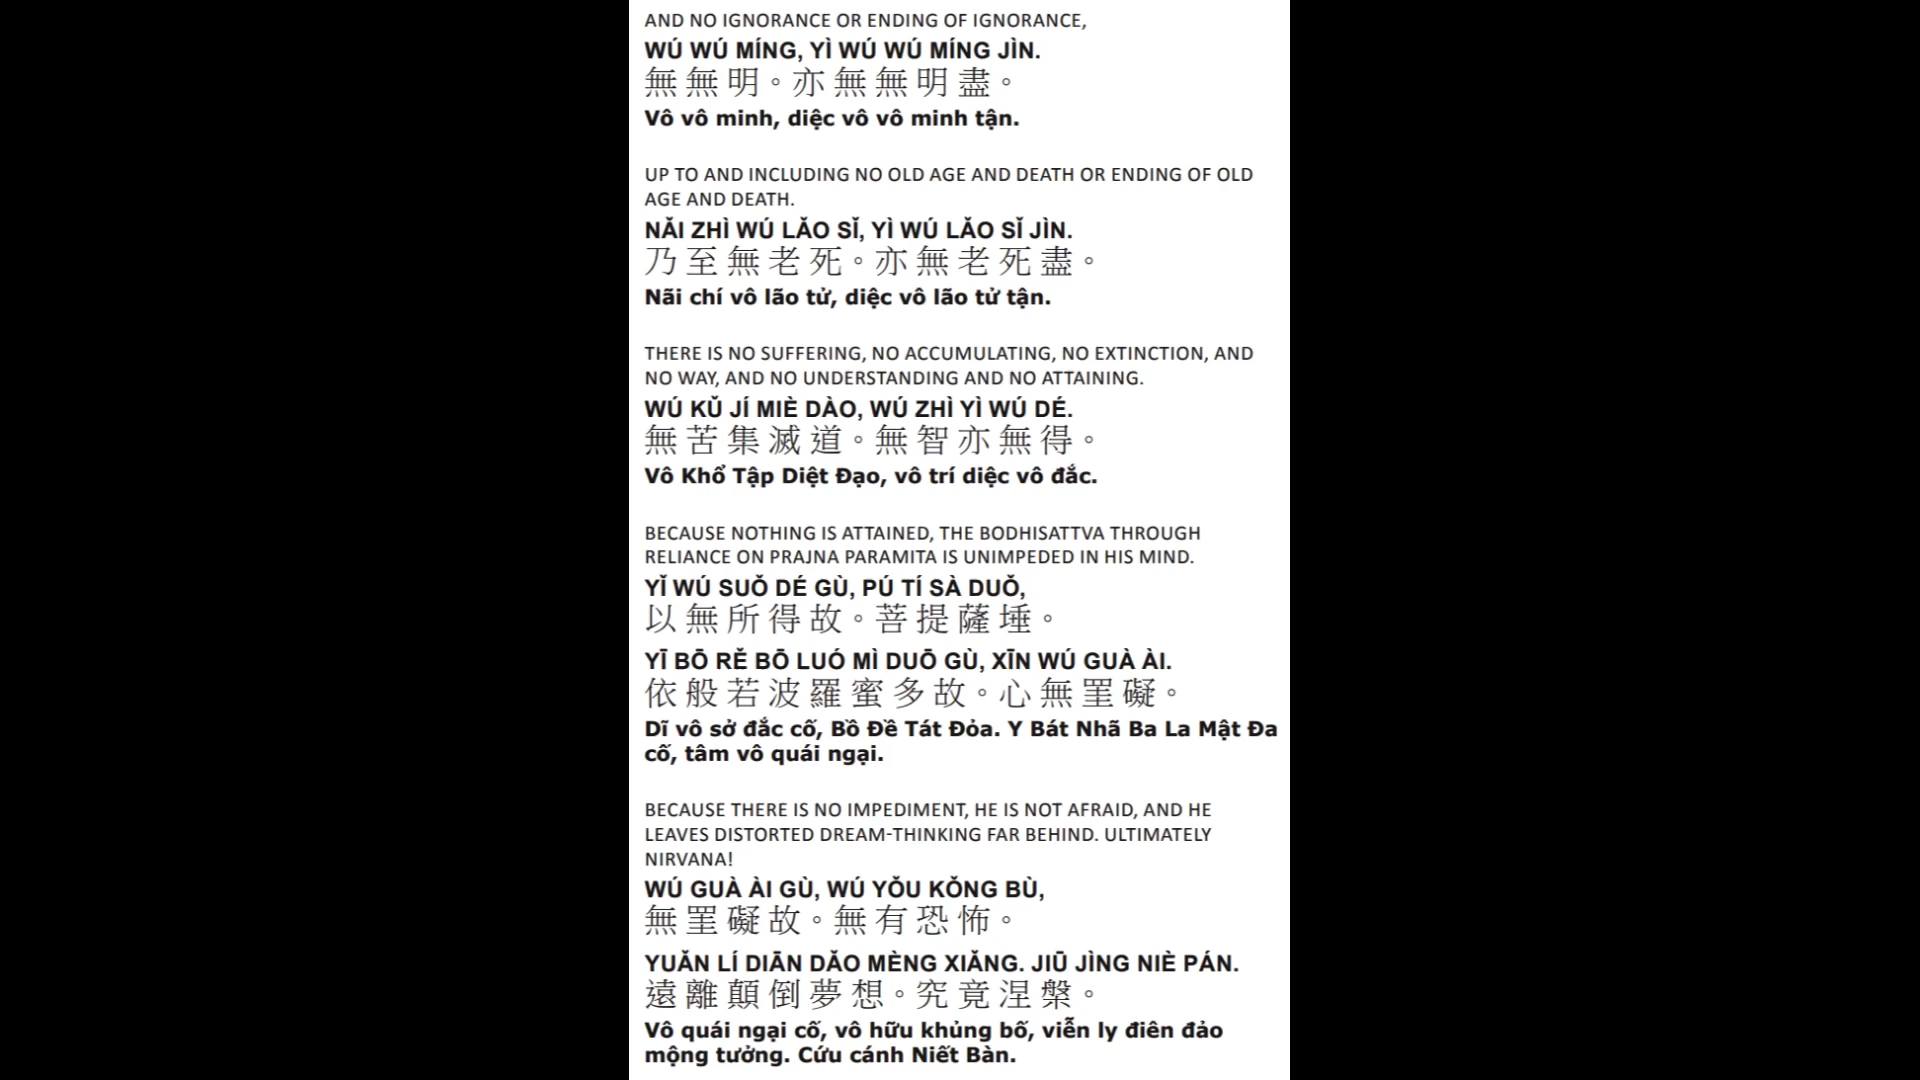 AND NO IGNORANCE OR ENDING OF IGNORANCE,
WÚ WÚ MÍNG, YÌ WÚ WÚ MÍNG JÌN.
無無明。亦無無明盡。
Vô vô minh, diệc vô vô minh tận.
UP TO AND INCLUDING NO OLD AGE AND DEATH OR ENDING OF OLD
AGE AND DEATH.
NǍI ZHÌ WÚ LǍO SǏ, YÌ WÚ LǍO SǏ JÌN.
乃至無老死。亦無老死盡。
Nãi chí vô lão tử, diệc vô lão tử tận.
THERE IS NO SUFFERING, NO ACCUMULATING, NO EXTINCTION, AND
NO WAY, AND NO UNDERSTANDING AND NO ATTAINING.
WÚ KǓ JÍ MIÈ DÀO, WÚ ZHÌ YÌ WÚ DÉ.
無苦集滅道。無智亦無得。
Vô Khổ Tập Diệt Đạo, vô trí diệc vô đắc.
BECAUSE NOTHING IS ATTAINED, THE BODHISATTVA THROUGH
RELIANCE ON PRAJNA PARAMITA IS UNIMPEDED IN HIS MIND.
YǏ WÚ SUǑ DÉ GÙ, PÚ TÍ SÀ DUǑ,
以無所得故。菩提薩埵。
YĪ BŌ RĚ BŌ LUÓ MÌ DUŌ GÙ, XĪN WÚ GUÀ ÀI.
依般若波羅蜜多故。心無罣礙。
Dĩ vô sở đắc cố, Bồ Đề Tát Đỏa. Y Bát Nhã Ba La Mật Đa
cố, tâm vô quái ngại.
BECAUSE THERE IS NO IMPEDIMENT, HE IS NOT AFRAID, AND HE
LEAVES DISTORTED DREAM-THINKING FAR BEHIND. ULTIMATELY
NIRVANA!
WÚ GUÀ ÀI GÙ, WÚ YǑU KǑNG BÙ,
無罣礙故。無有恐怖。
YUǍN LÍ DIĀN DǍO MÈNG XIǍNG. JIŪ JÌNG NIÈ PÁN.
遠離顛倒夢想。究竟涅槃。
Vô quái ngại cố, vô hữu khủng bố, viễn ly điên đảo
mộng tưởng. Cứu cánh Niết Bàn.